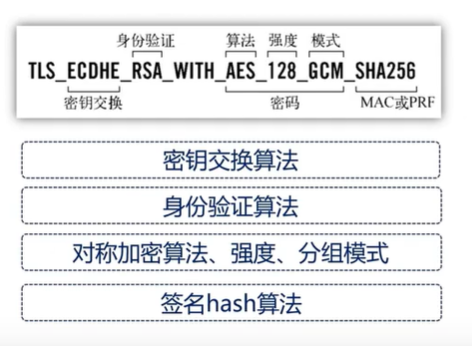 身份验证 算法 强度 模式
TLS_ECDHE_RSA_WITH_AES_128_GCM_SHA256
密钥交换 密码 MAC或PRF
密钥交换算法
身份验证算法
对称加密算法、强度、分组模式
签名hash算法